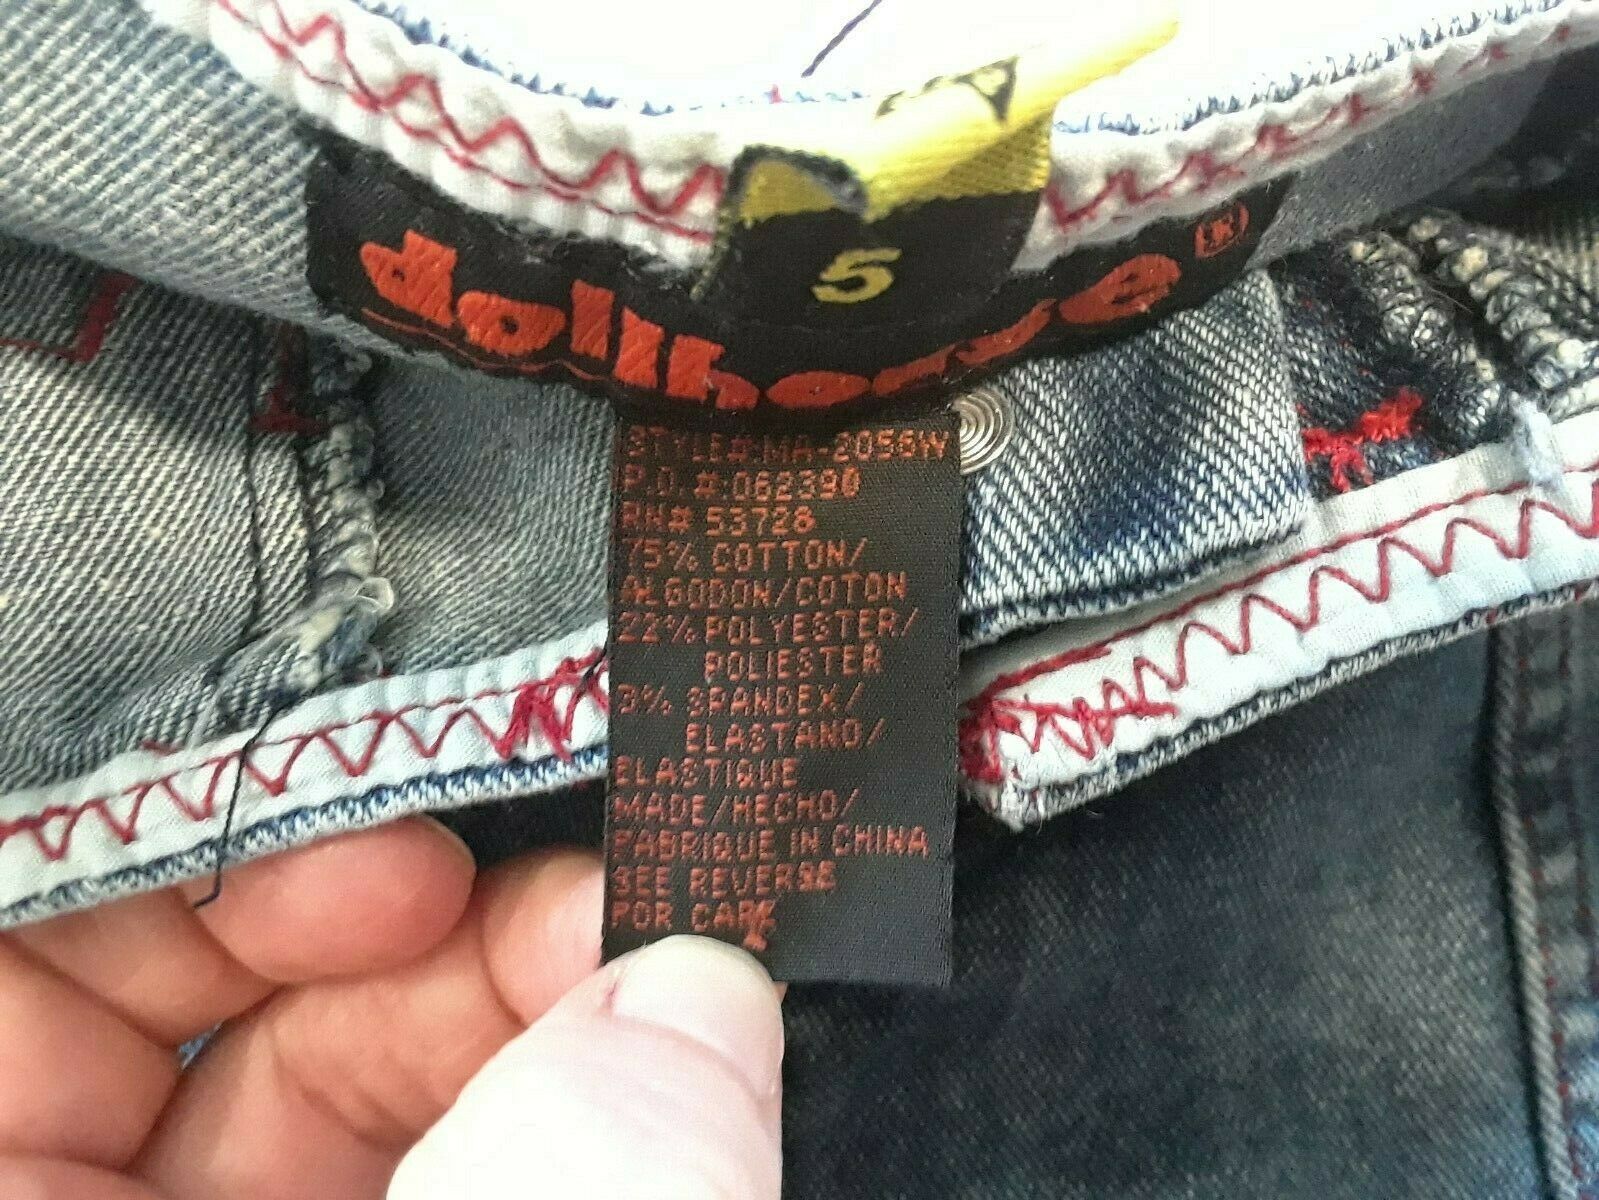 5
dollhouse ®
STYLE#:MA-2056W
P.O.#:062390
RN# 53728
75% COTTON/
ALGODON/COTON
22% POLYESTER/
POLIESTER
3% SPANDEX/
ELASTANO/
ELASTIQUE
MADE/HECHO/
FABRIQUE IN CHINA
SEE REVERSE
FOR CARE